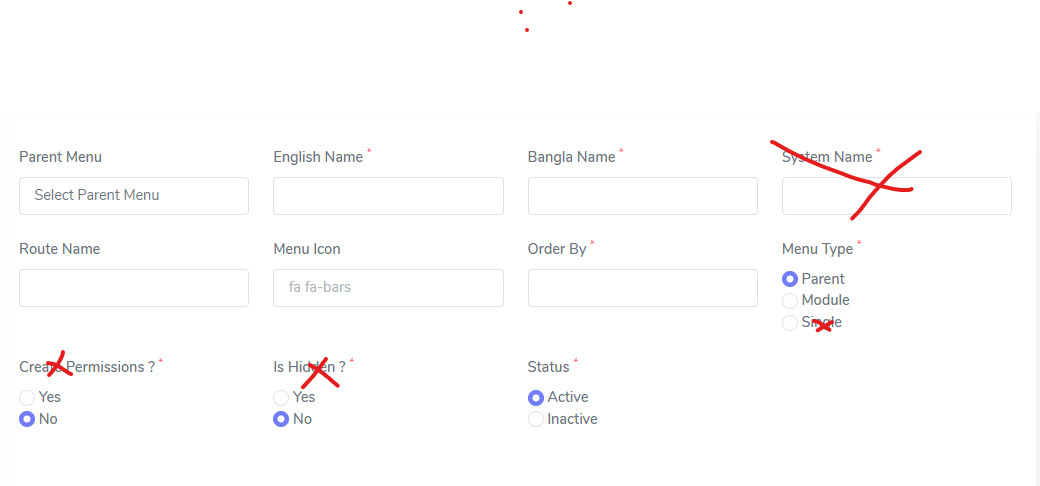 Parent Menu
English Name *
Bangla Name *
System Name *
Select Parent Menu
Route Name
Menu Icon
Order By *
Menu Type *
fa fa-bars
Parent
Module
Single
Create Permissions ? *
Is Hidden ? *
Status *
Yes
Yes
Active
No
No
Inactive